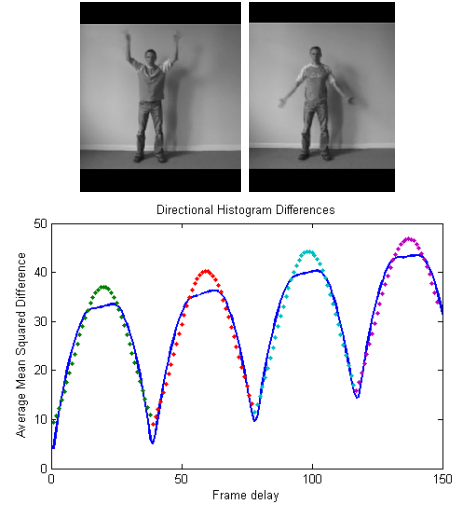 Directional Histogram Differences
50
40
30
20
10
0
Average Mean Squared Difference
0 50 100 150
Frame delay